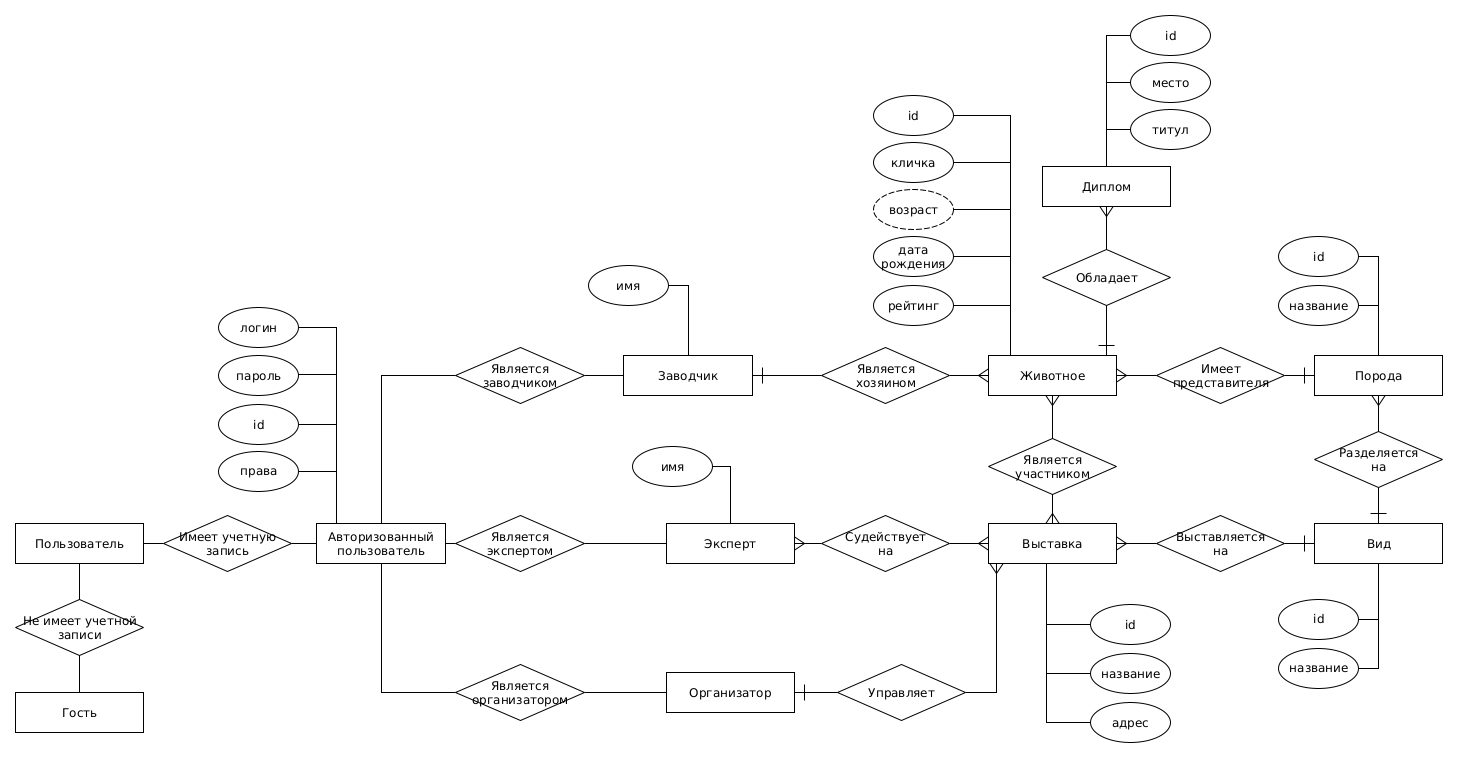 id
место
титул
id
кличка
возраст
дата
рождения
рейтинг
Диплом
Обладает
id
название
имя
логин
пароль
id
права
Является
заводчиком
Заводчик
Является
хозяином
Животное
Имеет
представителя
Порода
имя
Является
участником
Разделяется
на
Пользователь
Имеет учетную
запись
Авторизованный
пользователь
Является
экспертом
Эксперт
Судействует
на
Выставка
Выставляется
на
Вид
Не имеет учетной
записи
Гость
Является
организатором
Организатор
Управляет
id
название
адрес
id
название